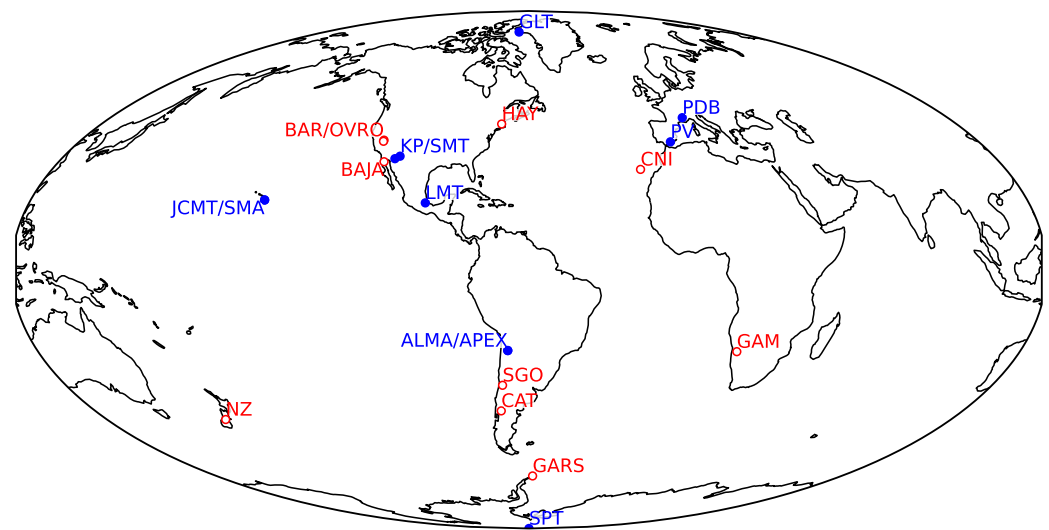 GLT
PDB
HAY
BAR/OVRO
PV
KP/SMT
CNI
BAJA
LMT
JCMT/SMA
ALMA/APEX
GAM
SGO
CAT
NZ
GARS
SPT